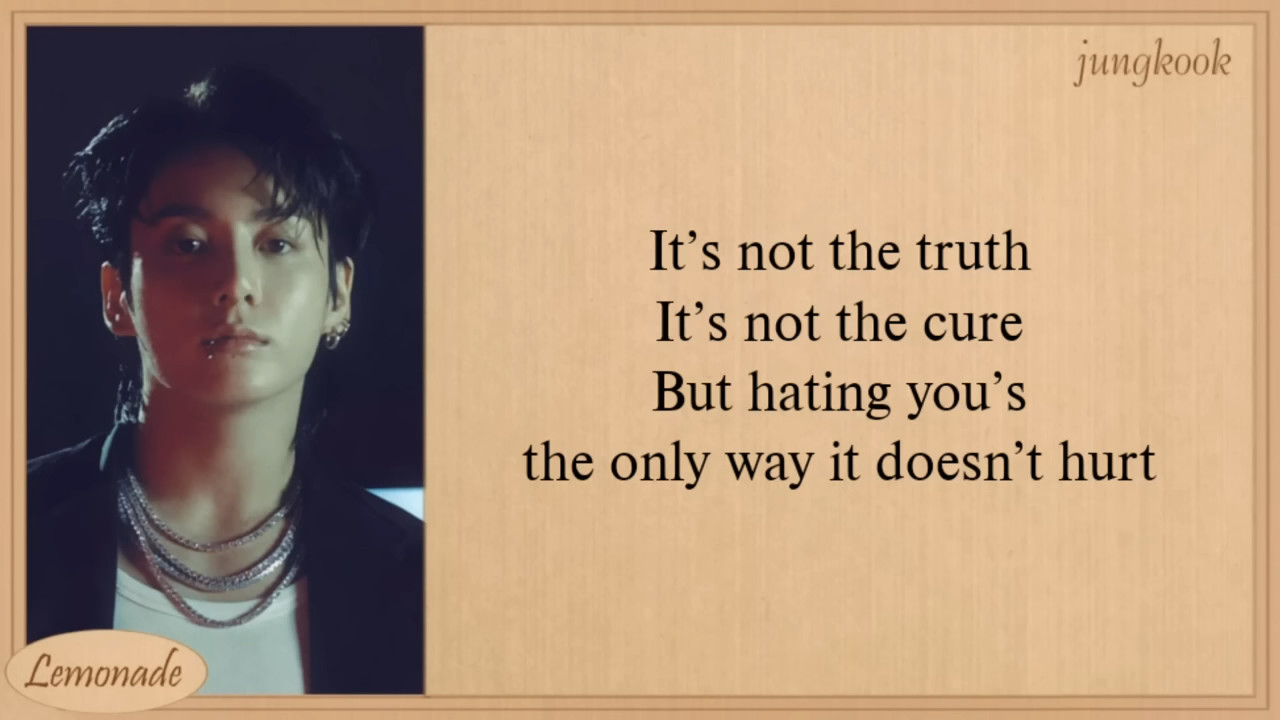 jungkook
It’s not the truth
It’s not the cure
But hating you’s
the only way it doesn’t hurt
Lemonade